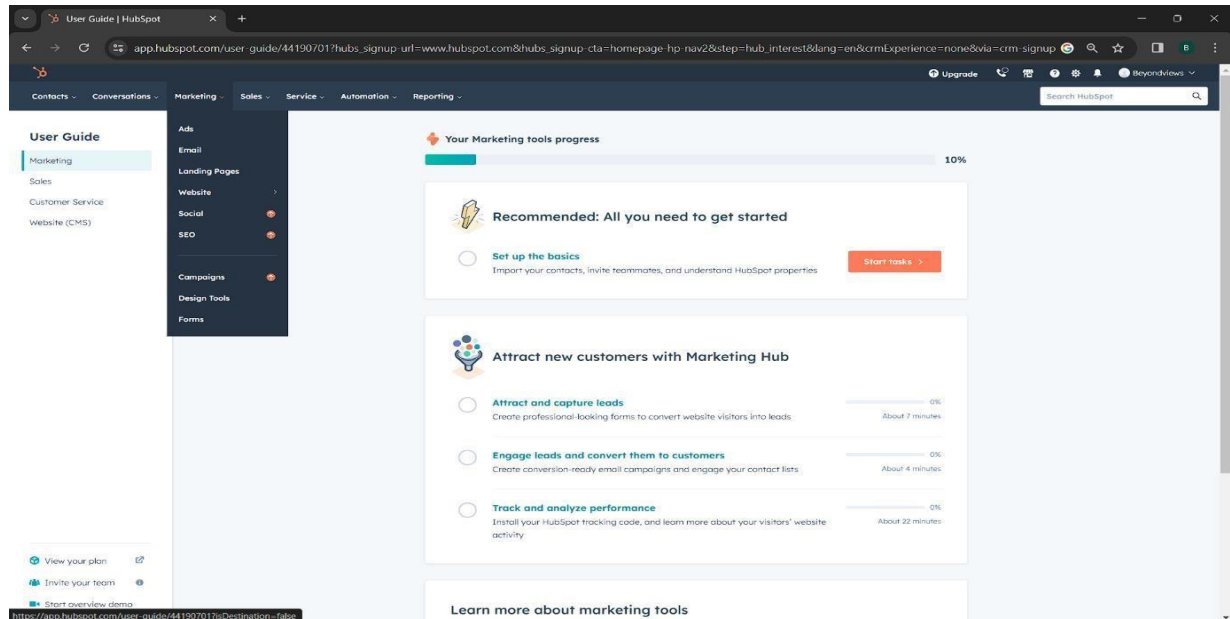 User Guide | HubSpot
app.hubspot.com/user-guide/44190701?hubs_signup-url=www.hubspot.com&hubs_signup-cta=homepage-hp-nav2&step=hub_interest&lang=en&crmExperience=none&via=crm-signup
B
Upgrade
Beyondviews
Contacts Conversations Marketing Sales Service Automation Reporting
Search HubSpot
User Guide
Marketing
Sales
Customer Service
Website (CMS)
Ads
Email
Landing Pages
Website
Social
SEO
Campaigns
Design Tools
Forms
Your Marketing tools progress
10%
Recommended: All you need to get started
Set up the basics
Import your contacts, invite teammates, and understand HubSpot properties
Start tasks
Attract new customers with Marketing Hub
Attract and capture leads
Create professional-looking forms to convert website visitors into leads
0%
About 7 minutes
Engage leads and convert them to customers
Create conversion-ready email campaigns and engage your contact lists
0%
About 4 minutes
Track and analyze performance
Install your HubSpot tracking code, and learn more about your visitors' website
activity
0%
About 22 minutes
Learn more about marketing tools
View your plan
Invite your team
Start overview demo
https://app.hubspot.com/user-guide/44190701?isDestination=false